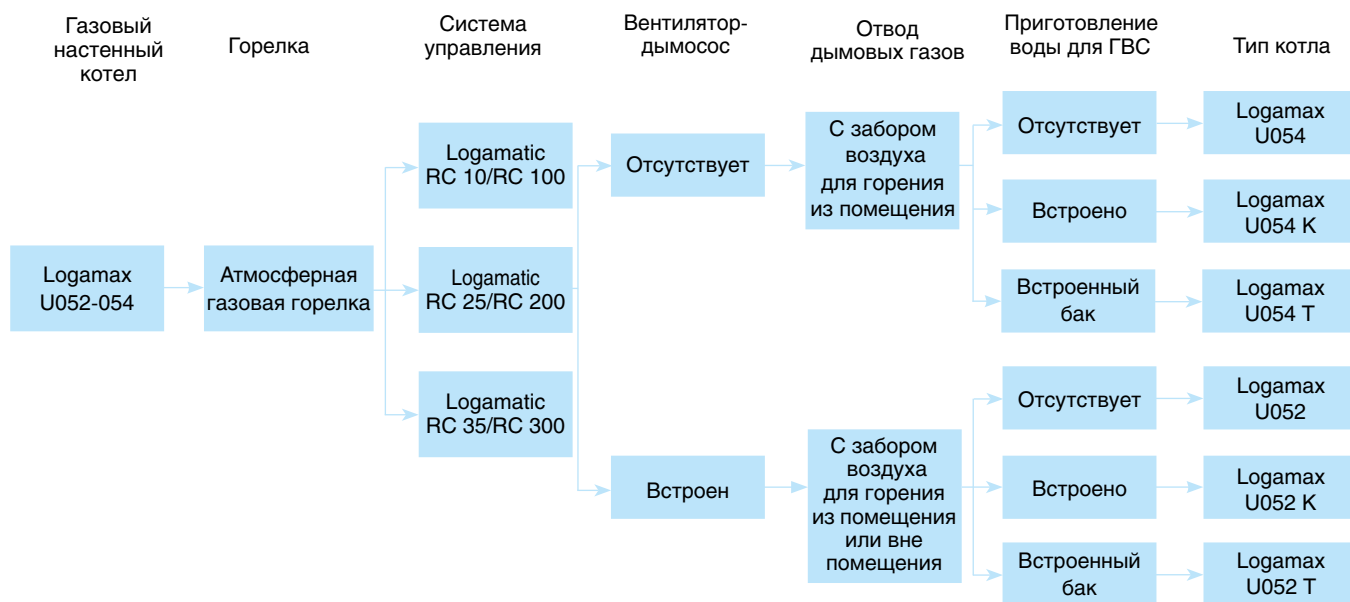 Газовый
настенный
котел
Горелка
Система
управления
Вентилятор-
дымосос
Отвод
дымовых газов
Приготовление
воды для ГВС
Тип котла
Logamax
U052-054
Атмосферная
газовая горелка
Logamatic
RC 10/RC 100
Logamatic
RC 25/RC 200
Logamatic
RC 35/RC 300
Отсутствует
Встроен
С забором
воздуха
для горения
из помещения
С забором
воздуха
для горения
из помещения
или вне
помещения
Отсутствует
Встроено
Встроенный
бак
Отсутствует
Встроено
Встроенный
бак
Logamax
U054
Logamax
U054 K
Logamax
U054 T
Logamax
U052
Logamax
U052 K
Logamax
U052 T